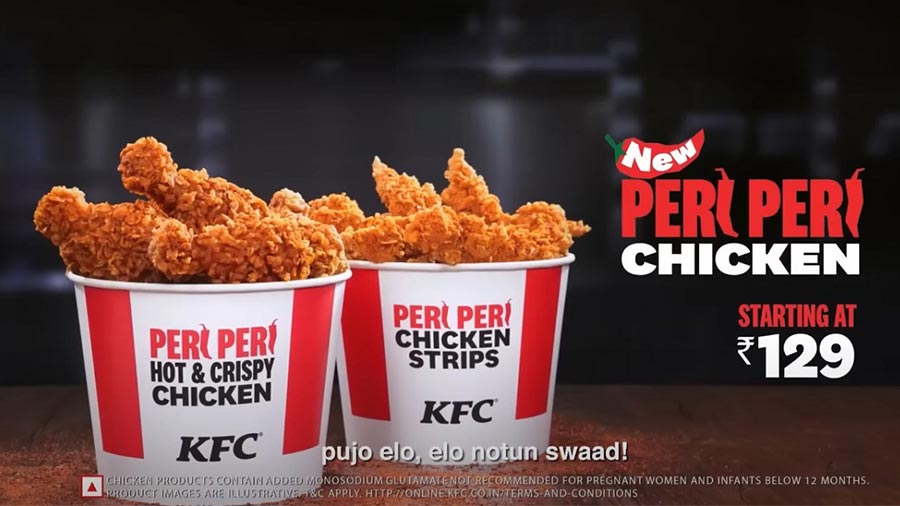 New
PERI PERI
CHICKEN
STARTING AT
₹129
PERI PERI
HOT & CRISPY
CHICKEN
KFC
PERI PERI
CHICKEN
STRIPS
KFC
pujo elo, elo notun swaad!
CHICKEN PRODUCTS CONTAIN ADDED MONOSODIUM GLUTAMATE NOT RECOMMENDED FOR PREGNANT WOMEN AND INFANTS BELOW 12 MONTHS.
PRODUCT IMAGES ARE ILLUSTRATIVE. T&C APPLY. HTTP://ONLINE.KFC.CO.IN/TERMS-AND-CONDITIONS